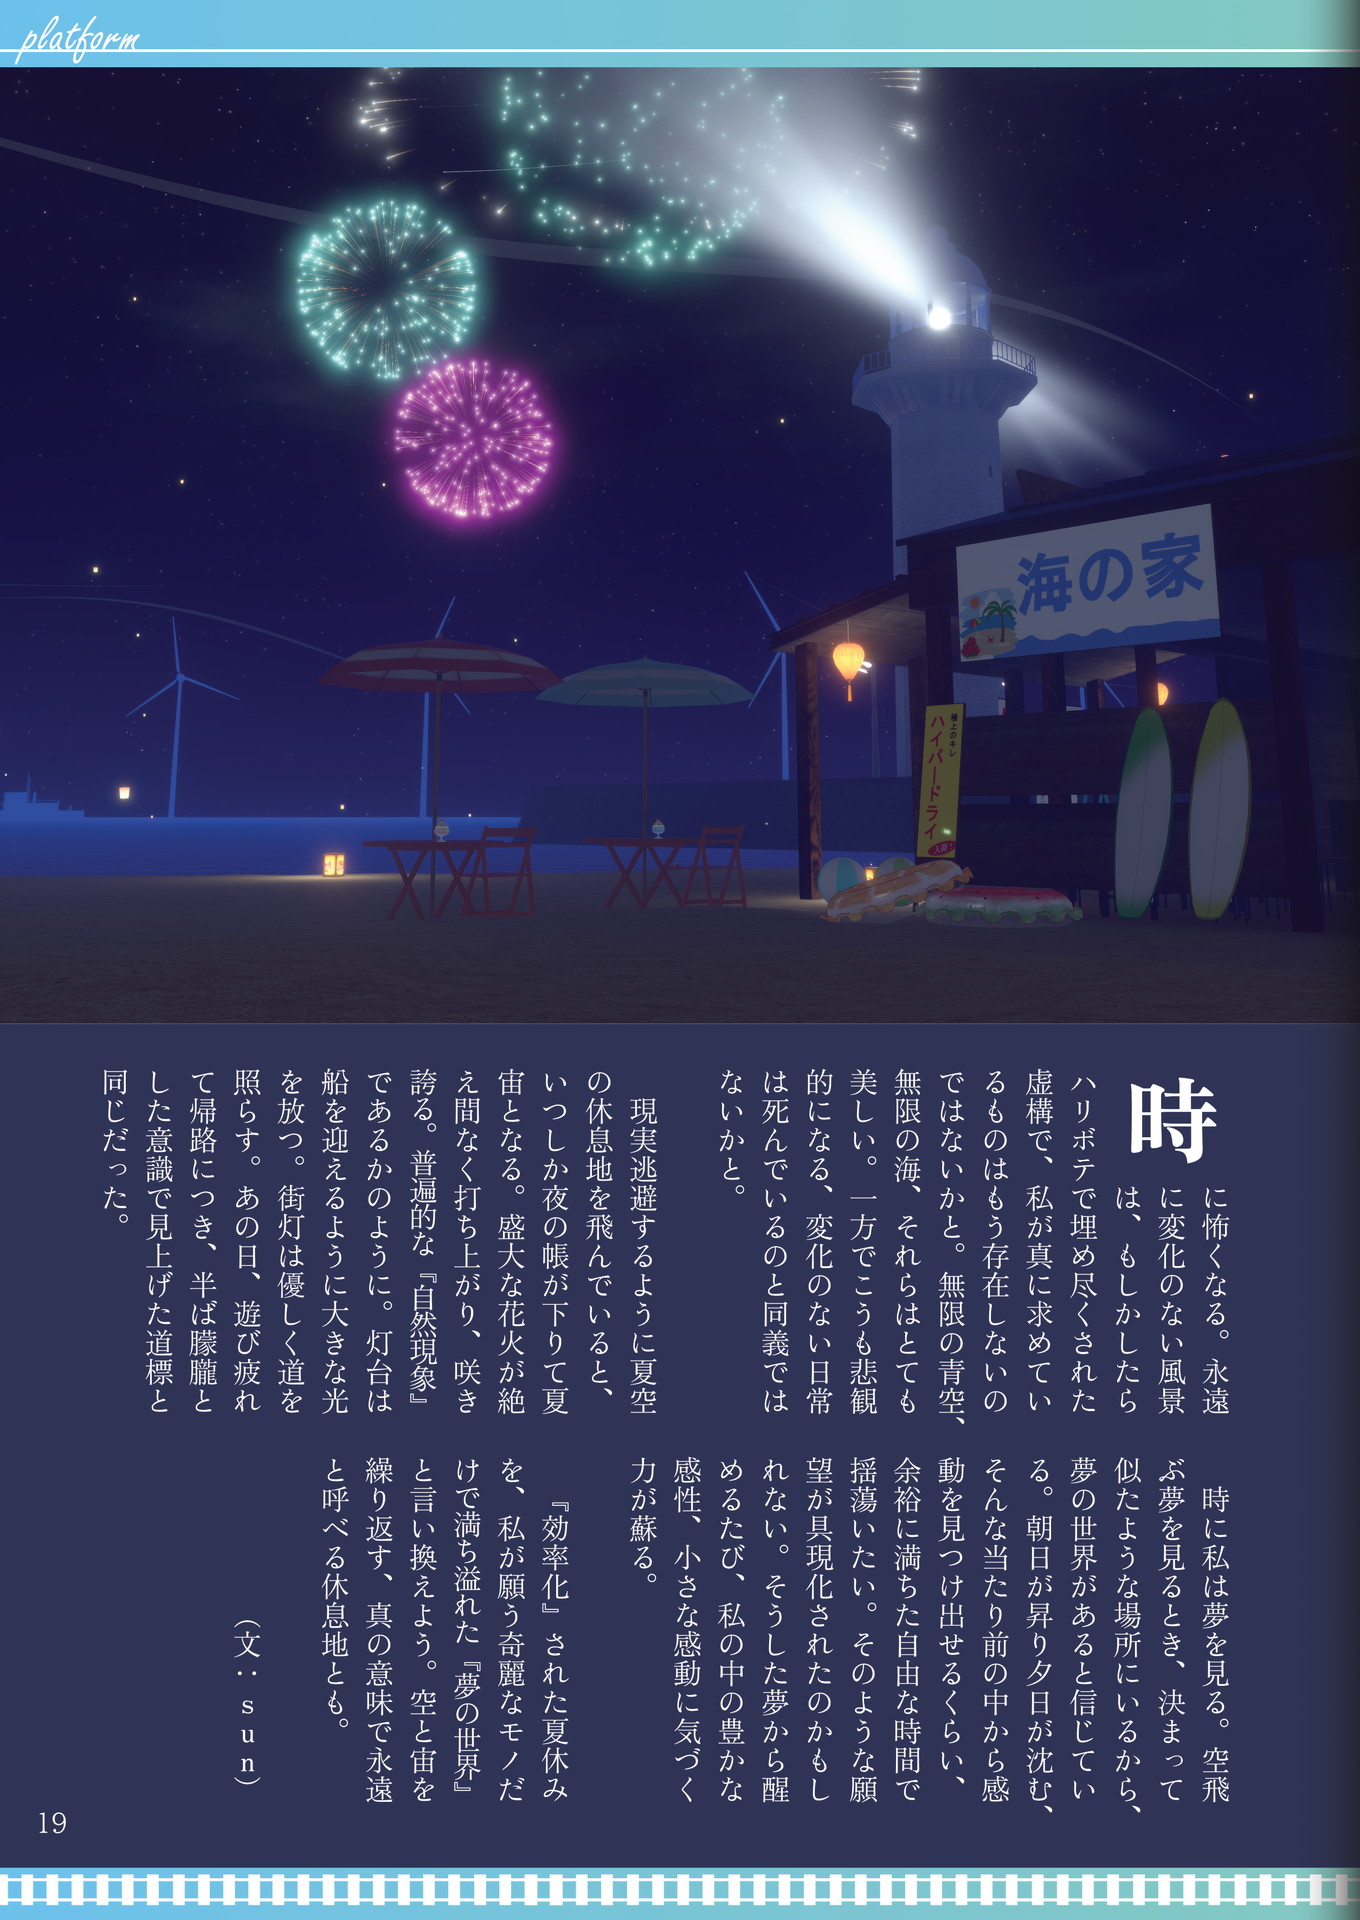 platform
海の家
極上のキレ
ハイパードライ
入荷!
時に怖くなる。永遠
に変化のない風景
は、もしかしたら
ハリボテで埋め尽くされた
虚構で、私が真に求めてい
るものはもう存在しないの
ではないかと。無限の青空、
無限の海、それらはとても
美しい。一方でこうも悲観
的になる、変化のない日常
は死んでいるのと同義では
ないかと。
現実逃避するように夏空
の休息地を飛んでいると、
いつしか夜の帳が下りて夏
宙となる。盛大な花火が絶
え間なく打ち上がり、咲き
誇る。普遍的な『自然現象』
であるかのように。灯台は
船を迎えるように大きな光
を放つ。街灯は優しく道を
照らす。あの日、遊び疲れ
て帰路につき、半ば朦朧と
した意識で見上げた道標と
同じだった。
時に私は夢を見る。空飛
ぶ夢を見るとき、決まって
似たような場所にいるから、
夢の世界があると信じてい
る。朝日が昇り夕日が沈む、
そんな当たり前の中から感
動を見つけ出せるくらい、
余裕に満ちた自由な時間で
揺蕩いたい。そのような願
望が具現化されたのかもし
れない。そうした夢から醒
めるたび、私の中の豊かな
感性、小さな感動に気づく
力が蘇る。
『効率化』された夏休み
を、私が願う奇麗なモノだ
けで満ち溢れた『夢の世界』
と言い換えよう。空と宙を
繰り返す、真の意味で永遠
と呼べる休息地とも。
（文：sun）
19